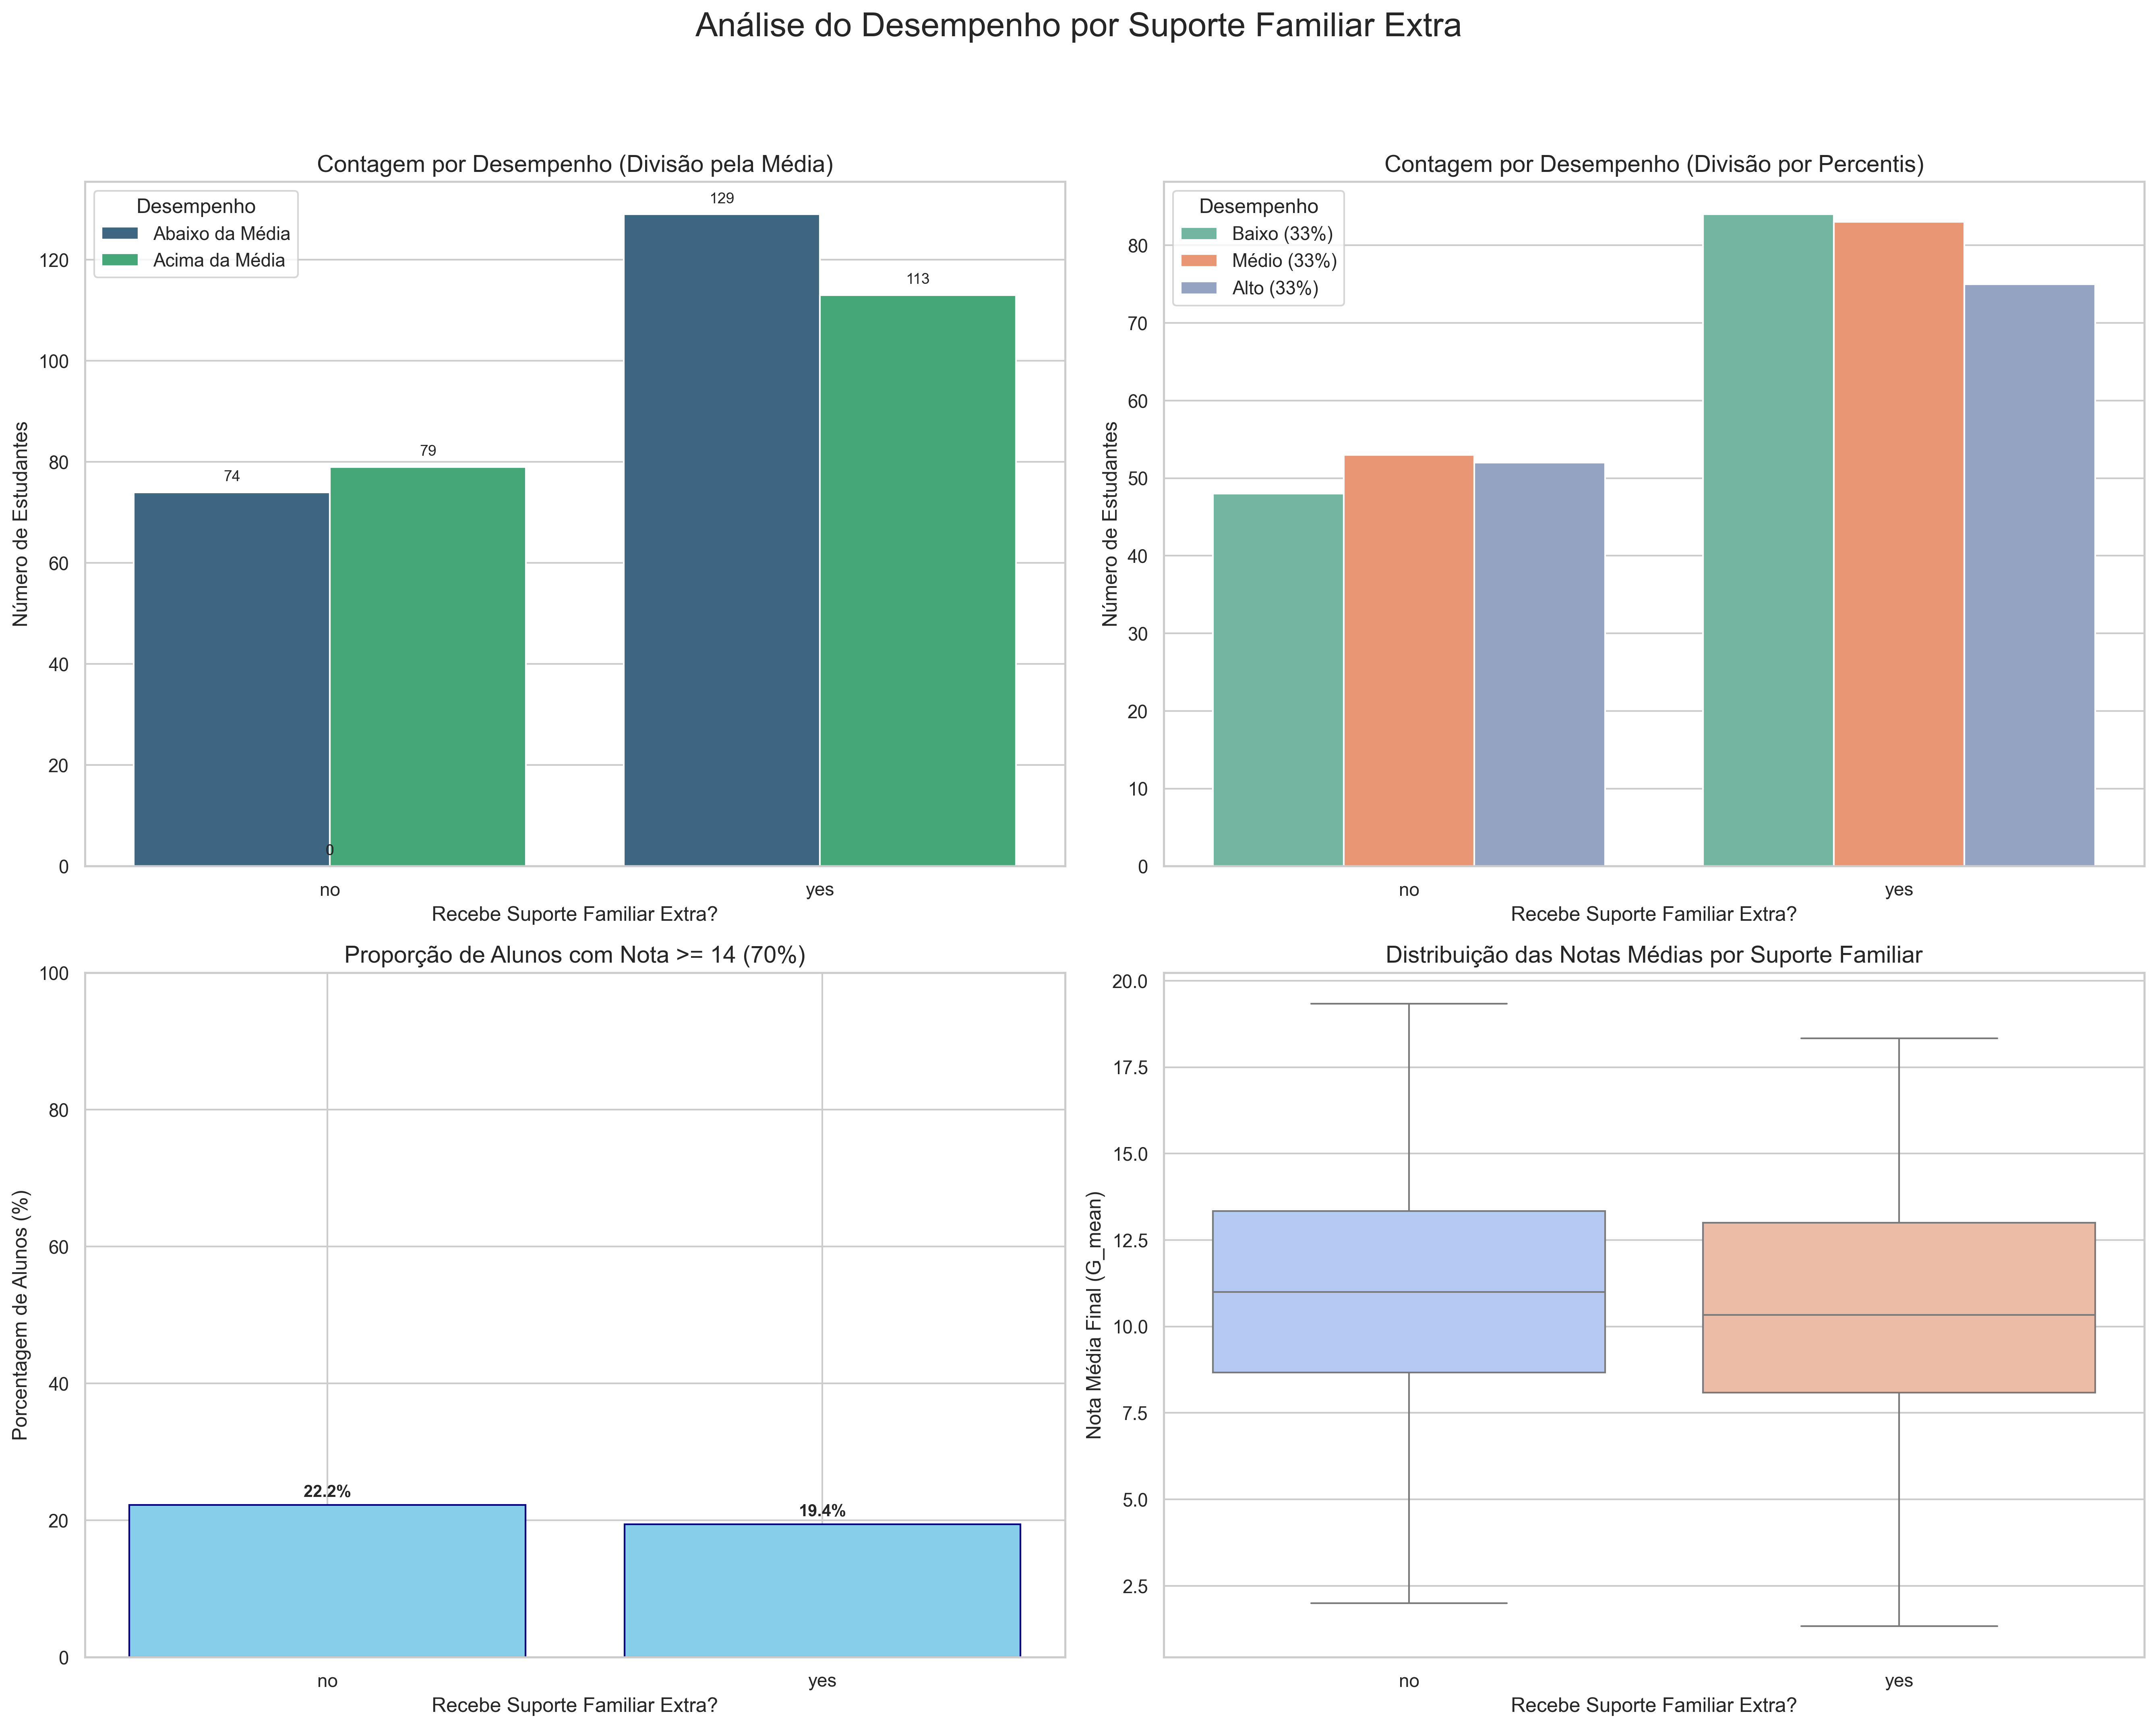 Análise do Desempenho por Suporte Familiar Extra
Contagem por Desempenho (Divisão pela Média)
Desempenho
Abaixo da Média
Acima da Média
129
113
79
74
0
120
100
80
60
40
20
0
Número de Estudantes
no
yes
Recebe Suporte Familiar Extra?
Contagem por Desempenho (Divisão por Percentis)
Desempenho
Baixo (33%)
Médio (33%)
Alto (33%)
80
70
60
50
40
30
20
10
0
Número de Estudantes
no
yes
Recebe Suporte Familiar Extra?
Proporção de Alunos com Nota >= 14 (70%)
100
80
60
40
20
0
Porcentagem de Alunos (%)
22.2%
19.4%
no
yes
Recebe Suporte Familiar Extra?
Distribuição das Notas Médias por Suporte Familiar
20.0
17.5
15.0
12.5
10.0
7.5
5.0
2.5
Nota Média Final (G_mean)
no
yes
Recebe Suporte Familiar Extra?